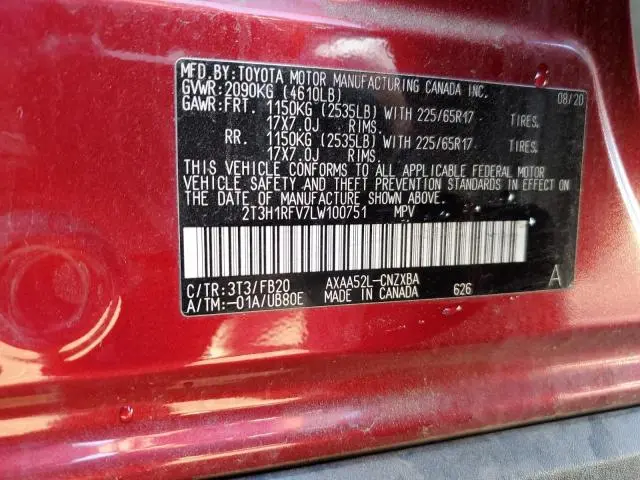 MFD.BY:TOYOTA MOTOR MANUFACTURING CANADA INC.
GVWR:2090KG (4610LB) 08/20
GAWR:FRT. 1150KG (2535LB) WITH 225/65R17 TIRES,
17X7.0J RIMS,
RR. 1150KG (2535LB) WITH 225/65R17 TIRES,
17X7.0J RIMS.
THIS VEHICLE CONFORMS TO ALL APPLICABLE FEDERAL MOTOR
VEHICLE SAFETY AND THEFT PREVENTION STANDARDS IN EFFECT ON
THE DATE OF MANUFACTURE SHOWN ABOVE.
2T3H1RFV7LW100751 MPV
C/TR:3T3/FB20 AXAA52L-CNZXBA A
A/TM:-01A/UB80E MADE IN CANADA 626